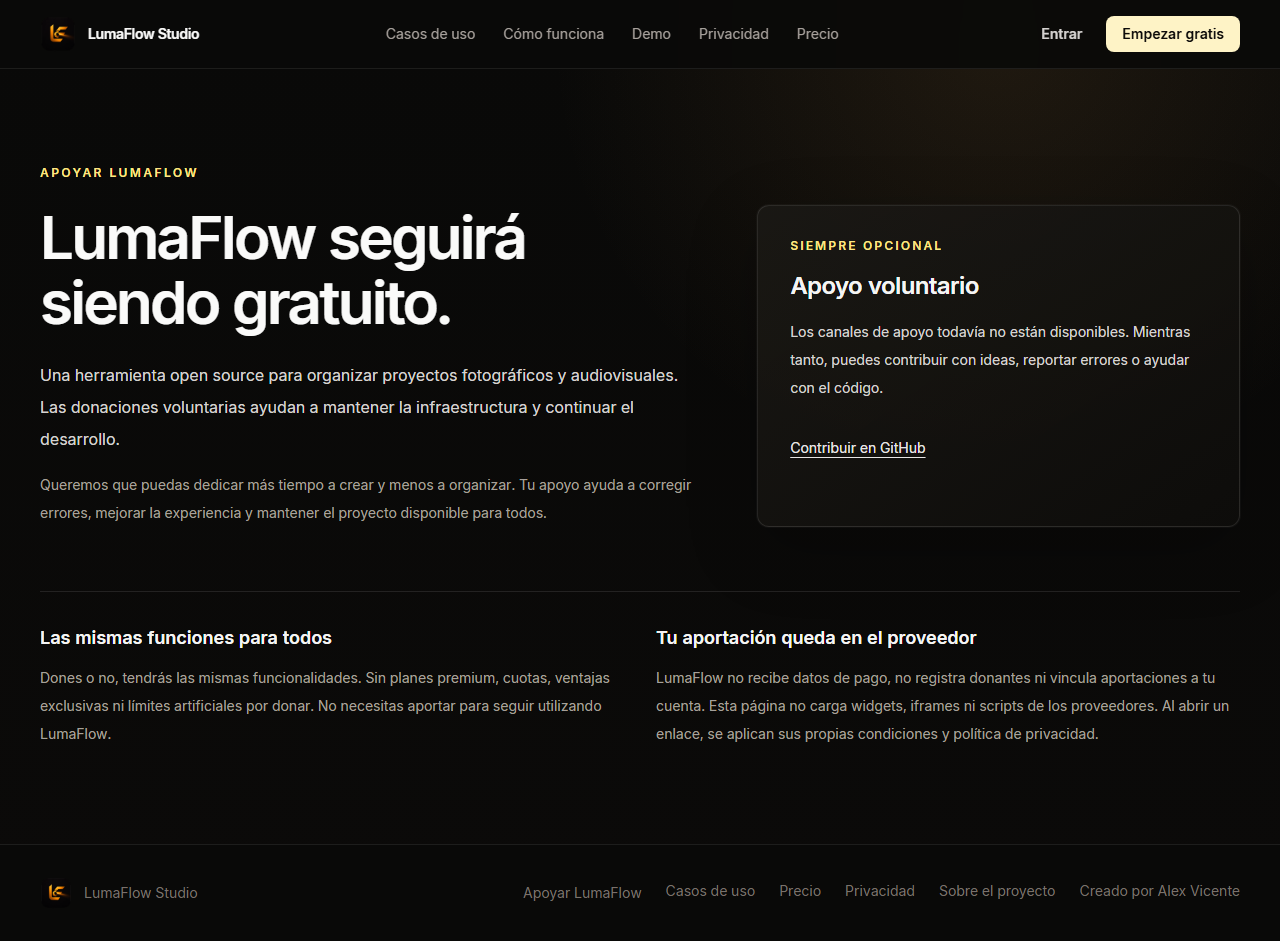 LumaFlow Studio
Casos de uso
Cómo funciona
Demo
Privacidad
Precio
Entrar
Empezar gratis
APOYAR LUMAFLOW
LumaFlow seguirá
siendo gratuito.
Una herramienta open source para organizar proyectos fotográficos y audiovisuales.
Las donaciones voluntarias ayudan a mantener la infraestructura y continuar el
desarrollo.
Queremos que puedas dedicar más tiempo a crear y menos a organizar. Tu apoyo ayuda a corregir
errores, mejorar la experiencia y mantener el proyecto disponible para todos.
SIEMPRE OPCIONAL
Apoyo voluntario
Los canales de apoyo todavía no están disponibles. Mientras
tanto, puedes contribuir con ideas, reportar errores o ayudar
con el código.
Contribuir en GitHub
Las mismas funciones para todos
Dones o no, tendrás las mismas funcionalidades. Sin planes premium, cuotas, ventajas
exclusivas ni límites artificiales por donar. No necesitas aportar para seguir utilizando
LumaFlow.
Tu aportación queda en el proveedor
LumaFlow no recibe datos de pago, no registra donantes ni vincula aportaciones a tu
cuenta. Esta página no carga widgets, iframes ni scripts de los proveedores. Al abrir un
enlace, se aplican sus propias condiciones y política de privacidad.
LumaFlow Studio
Apoyar LumaFlow
Casos de uso
Precio
Privacidad
Sobre el proyecto
Creado por Alex Vicente